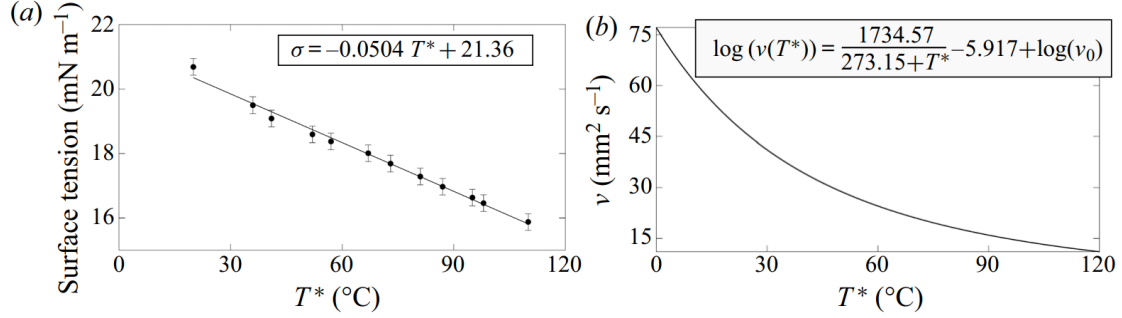 (a)
22
20
18
16
0
30
60
90
120
Surface tension (mN m⁻¹)
T* (°C)
σ = –0.0504 T* + 21.36
(b)
75
60
45
30
15
0
30
60
90
120
ν (mm² s⁻¹)
T* (°C)
log (ν(T*)) = 1734.57 / 273.15+T* –5.917+log(ν₀)